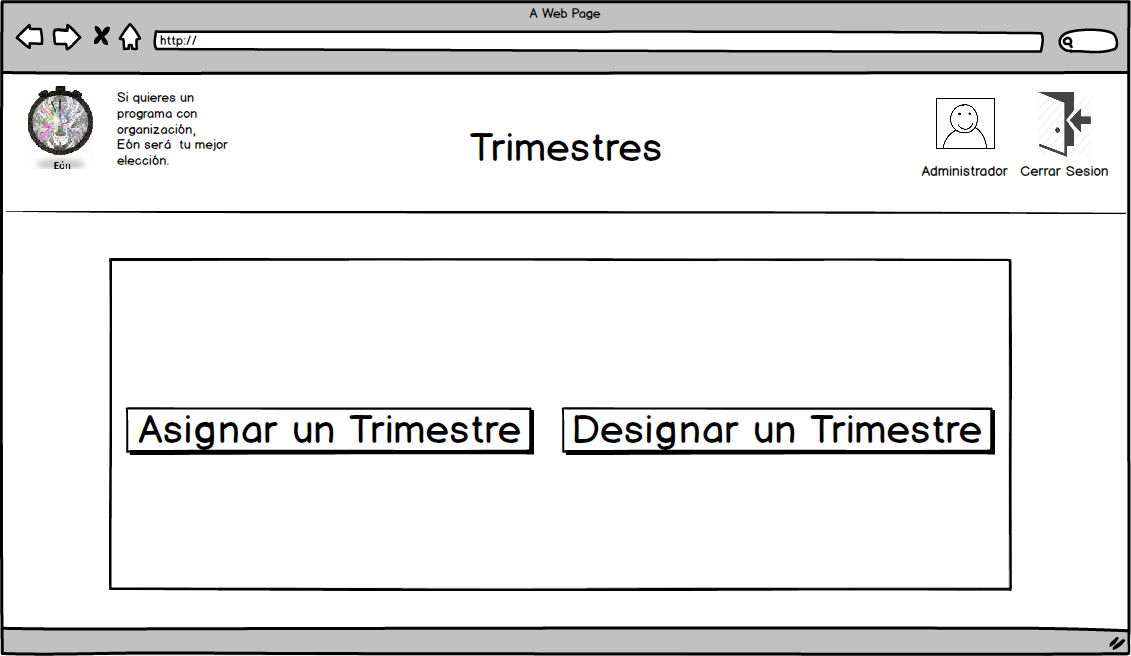 A Web Page
http://
Si quieres un
programa con
organización,
Eón será tu mejor
elección.
Eón
Trimestres
Administrador
Cerrar Sesion
Asignar un Trimestre
Designar un Trimestre